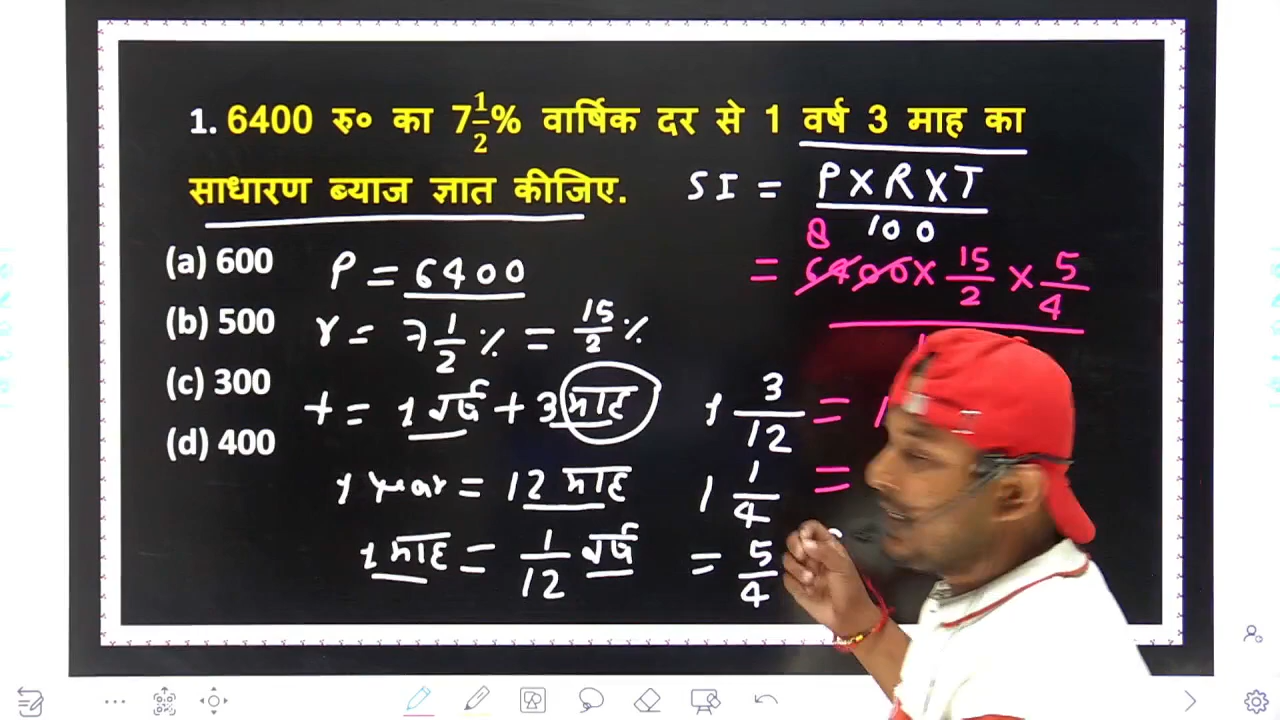 1. 6400 रु० का 7 1/2% वार्षिक दर से 1 वर्ष 3 माह का
साधारण ब्याज ज्ञात कीजिए.
SI = P×R×T / 100
(a) 600
(b) 500
(c) 300
(d) 400
P = 6400
r = 7 1/2 % = 15/2 %
t = 1 वर्ष + 3 माह
1 year = 12 माह
1 माह = 1/12 वर्ष
8
= 6400 × 15/2 × 5/4
1 3/12 =
1 1/4 =
= 5/4